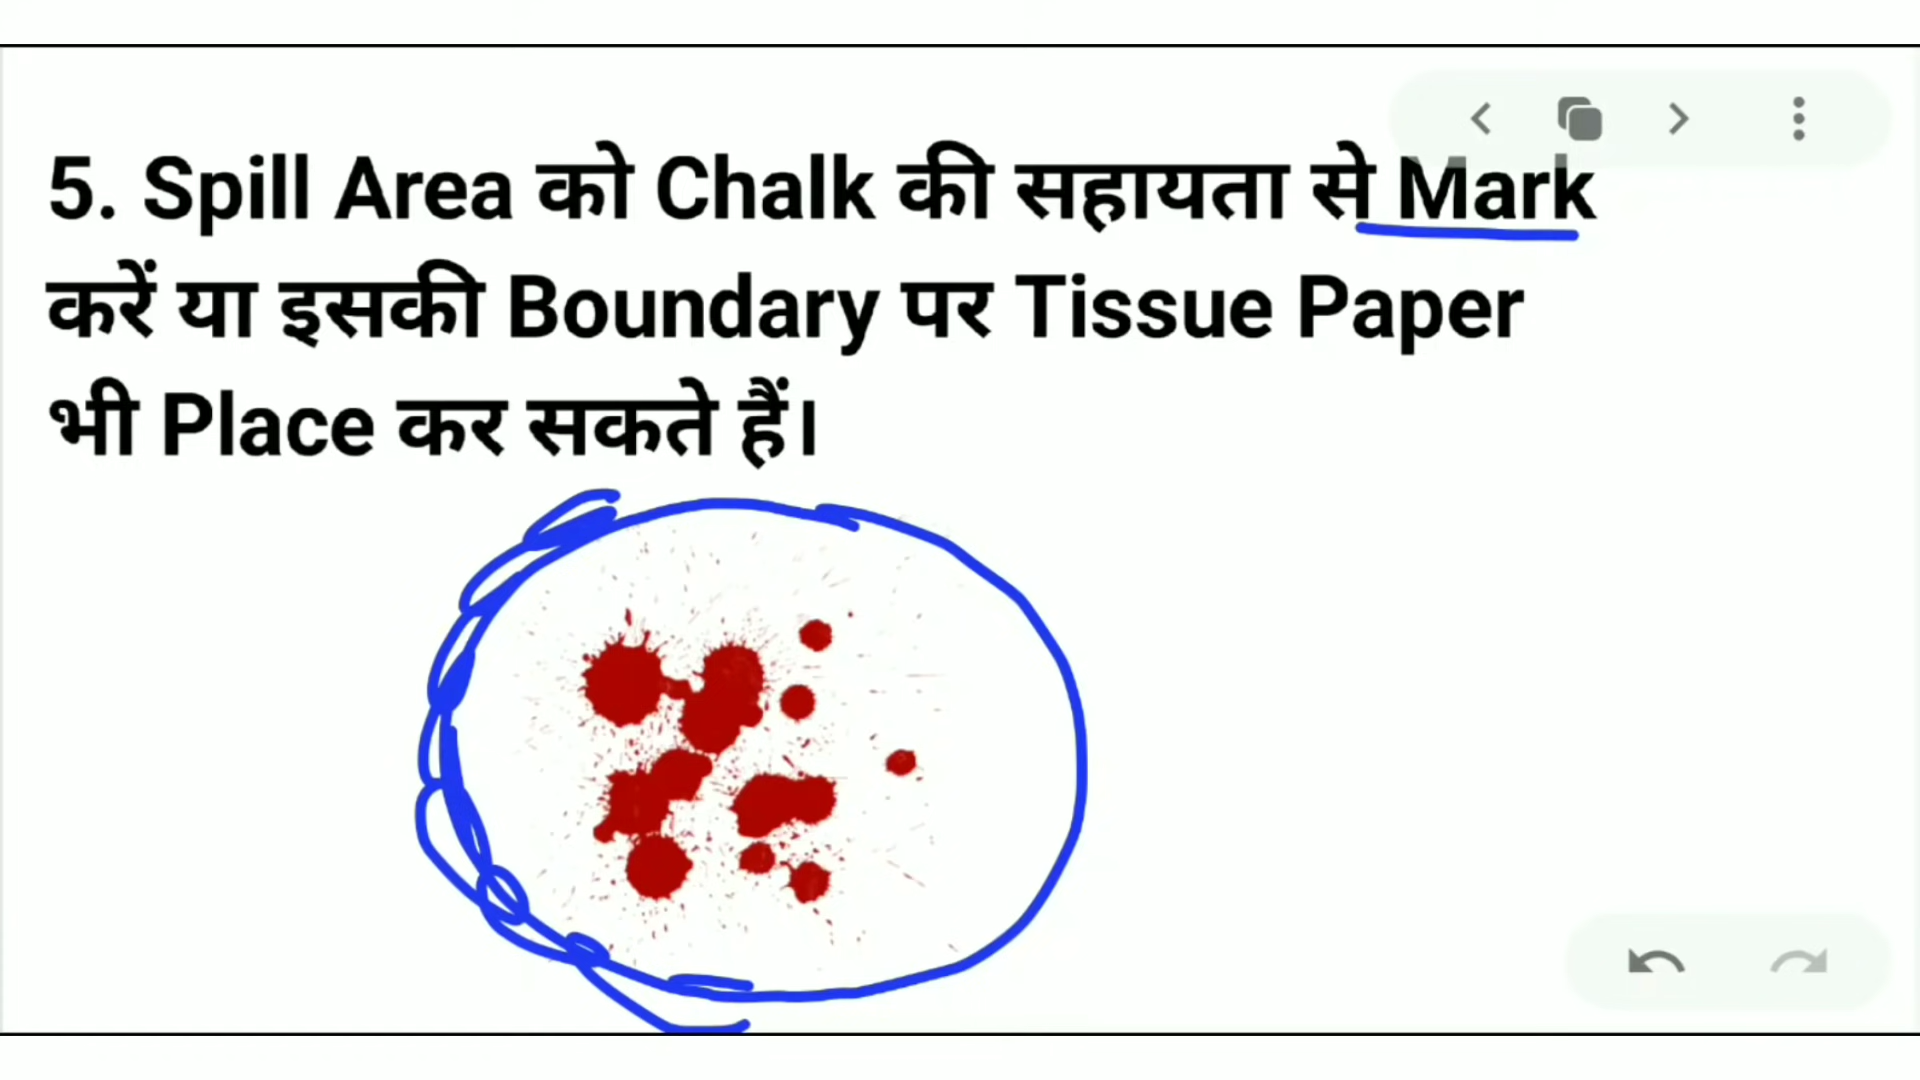 5. Spill Area को Chalk की सहायता से Mark
करें या इसकी Boundary पर Tissue Paper
भी Place कर सकते हैं।